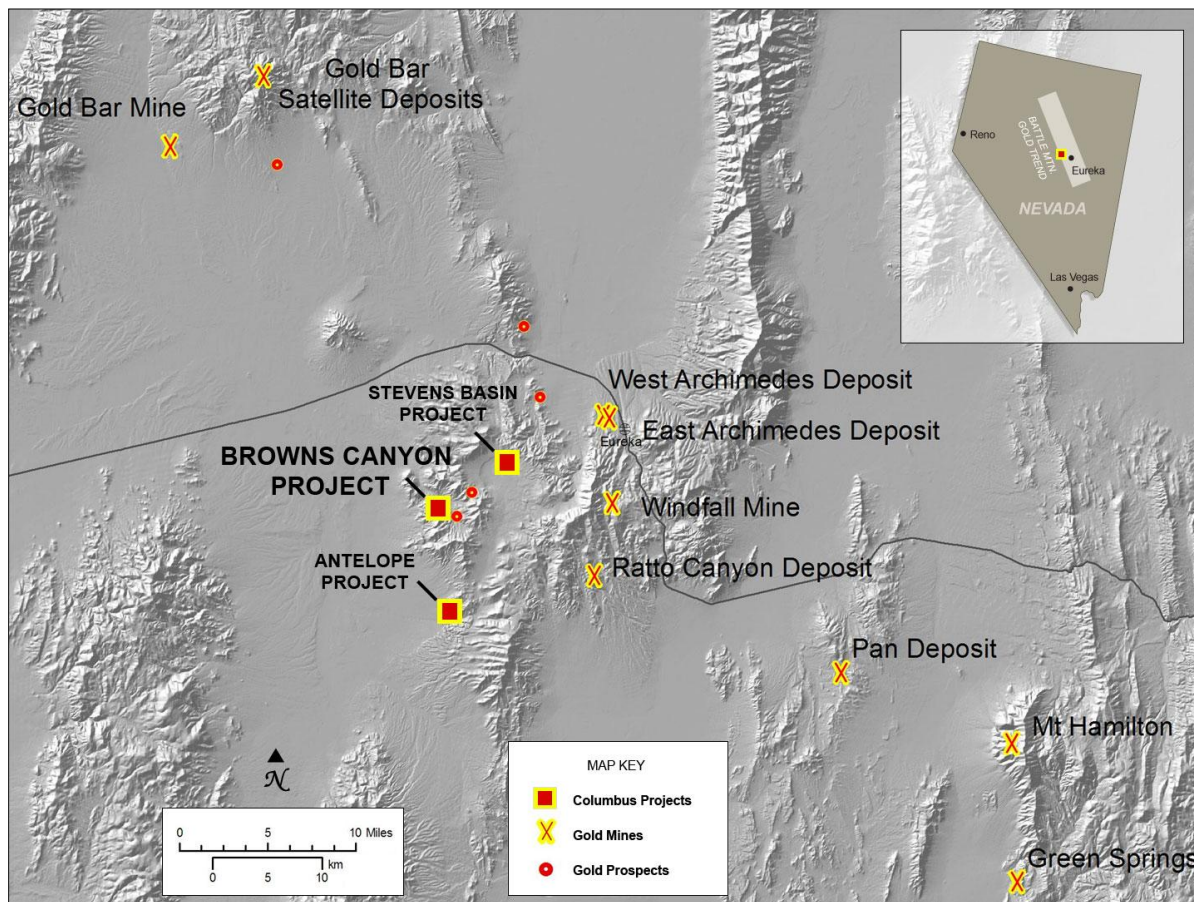 Gold Bar
Satellite Deposits
Gold Bar Mine
Reno
BATTLE MTN.
GOLD TREND
Eureka
NEVADA
Las Vegas
West Archimedes Deposit
STEVENS BASIN
PROJECT
Eureka
East Archimedes Deposit
BROWNS CANYON
PROJECT
Windfall Mine
ANTELOPE
PROJECT
Ratto Canyon Deposit
Pan Deposit
Mt Hamilton
N
MAP KEY
Columbus Projects
Gold Mines
Gold Prospects
0 5 10 Miles
km
0 5 10
Green Springs